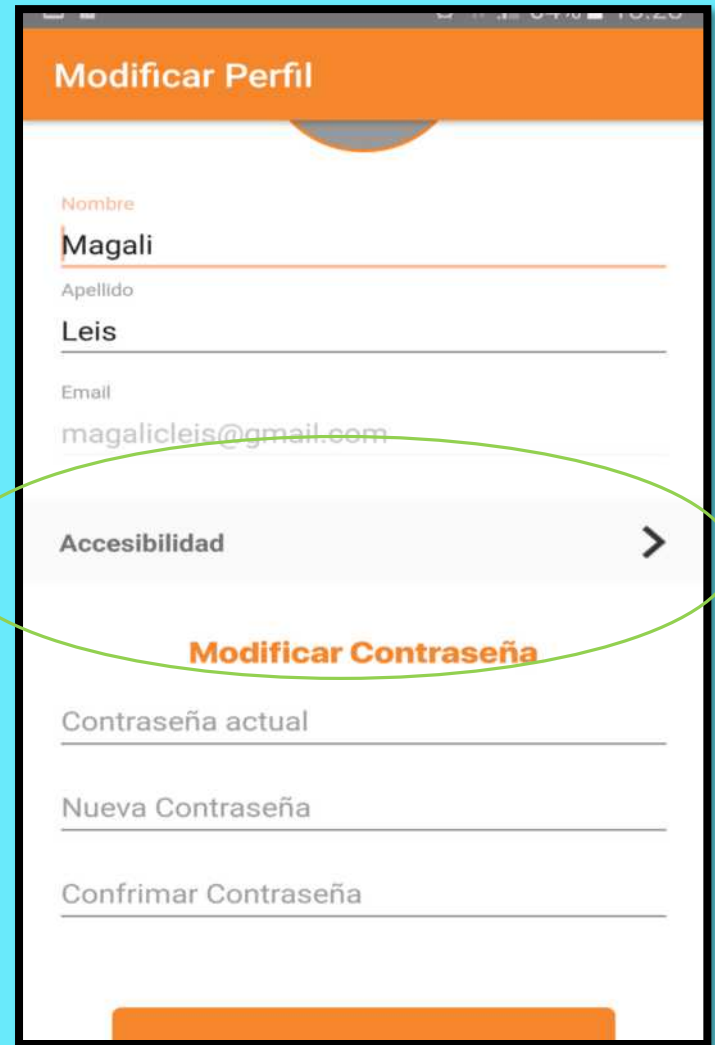 Modificar Perfil
Nombre
Magali
Apellido
Leis
Email
magalicleis@gmail.com
Accesibilidad
Modificar Contraseña
Contraseña actual
Nueva Contraseña
Confrimar Contraseña